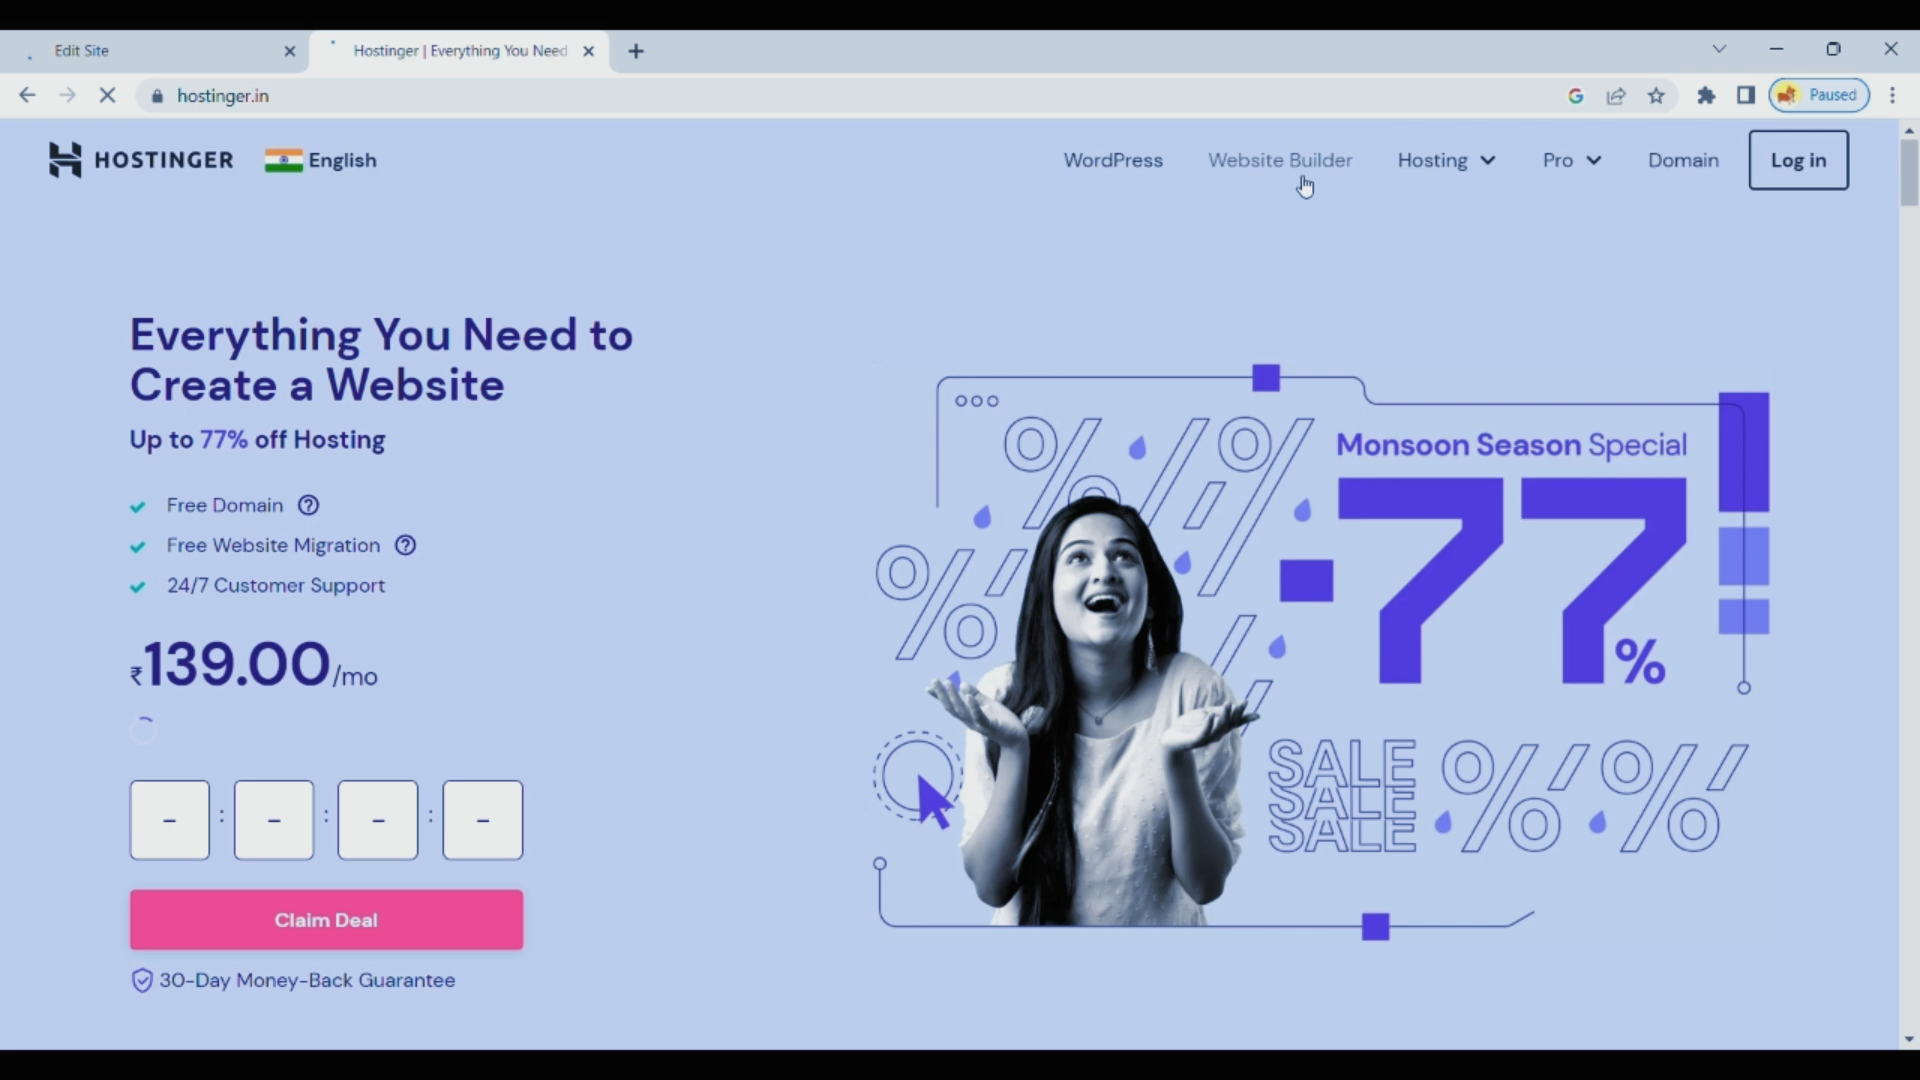 Edit Site
Hostinger | Everything You Need
hostinger.in
Paused
HOSTINGER
English
WordPress
Website Builder
Hosting
Pro
Domain
Log in
Everything You Need to
Create a Website
Up to 77% off Hosting
Free Domain
Free Website Migration
24/7 Customer Support
₹139.00/mo
- : - : - : -
Claim Deal
30-Day Money-Back Guarantee
Monsoon Season Special
-77%
SALE
SALE
SALE